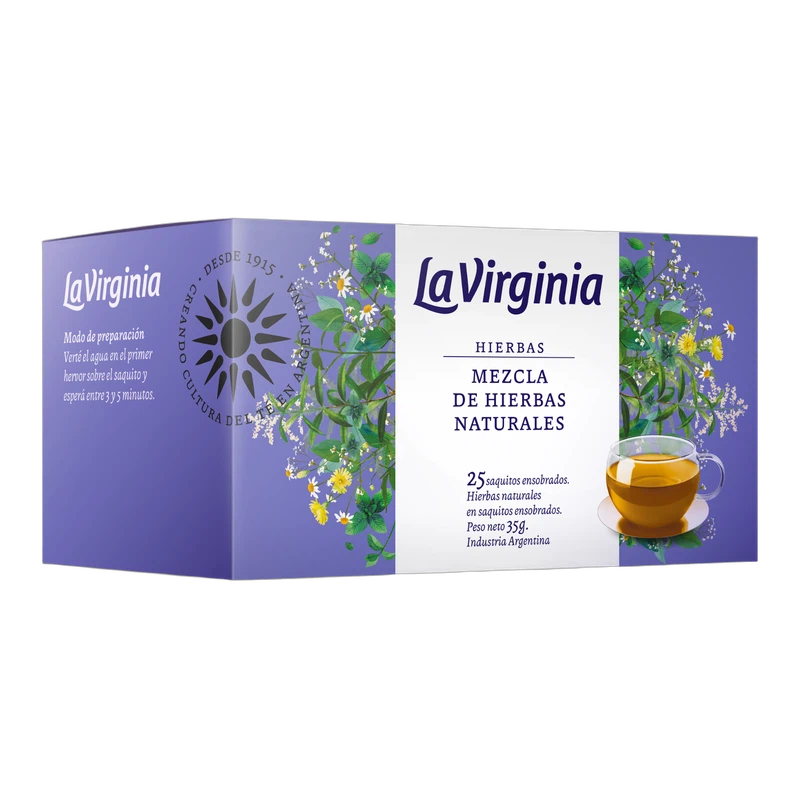 La Virginia
Modo de preparación
Verté el agua en el primer
hervor sobre el saquito y
esperá entre 3 y 5 minutos.
· DESDE 1915 ·
CREANDO CULTURA DEL TÉ EN ARGENTINA
La Virginia
HIERBAS
MEZCLA
DE HIERBAS
NATURALES
25 saquitos ensobrados.
Hierbas naturales
en saquitos ensobrados.
Peso neto 35g.
Industria Argentina